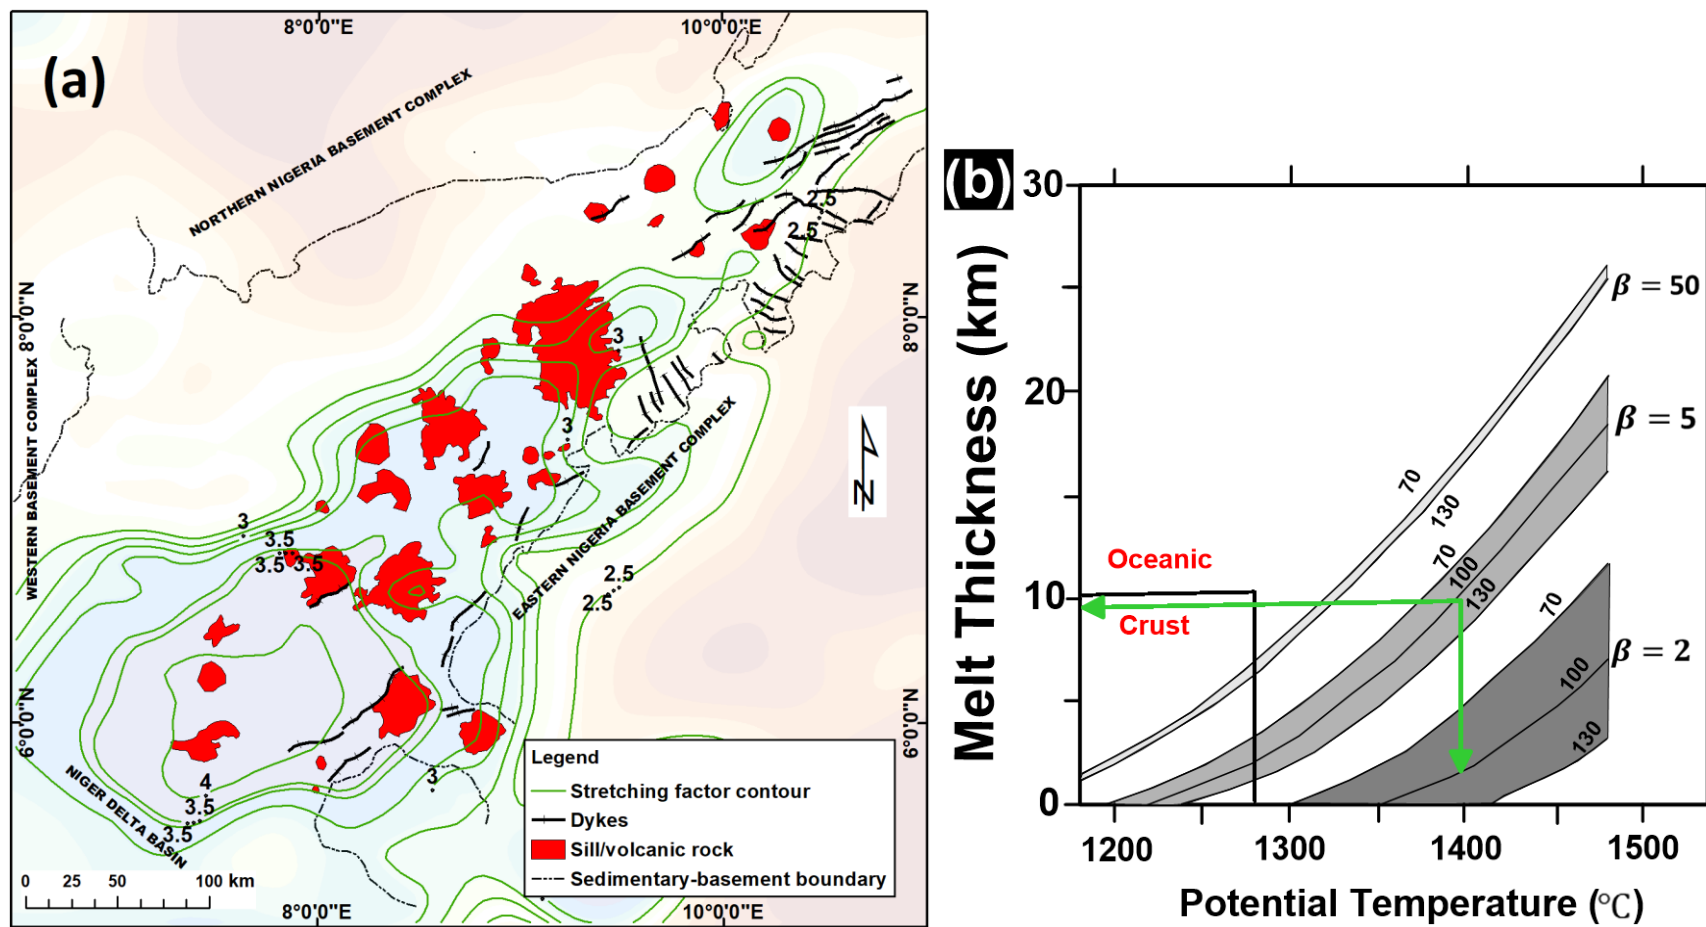 (a)
8°0'0"E
10°0'0"E
NORTHERN NIGERIA BASEMENT COMPLEX
WESTERN BASEMENT COMPLEX
8°0'0"N
8°0'0"N
2.5
2.5
3
3
N
EASTERN NIGERIA BASEMENT COMPLEX
3
3.5
3.5
3.5
2.5
2.5
6°0'0"N
6°0'0"N
NIGER DELTA BASIN
4
3.5
3.5
3
Legend
Stretching factor contour
Dykes
Sill/volcanic rock
Sedimentary-basement boundary
0 25 50 100 km
8°0'0"E
10°0'0"E
(b)
30
20
10
0
Melt Thickness (km)
β = 50
β = 5
β = 2
70
130
70
100
130
70
100
130
Oceanic
Crust
1200 1300 1400 1500
Potential Temperature (°C)